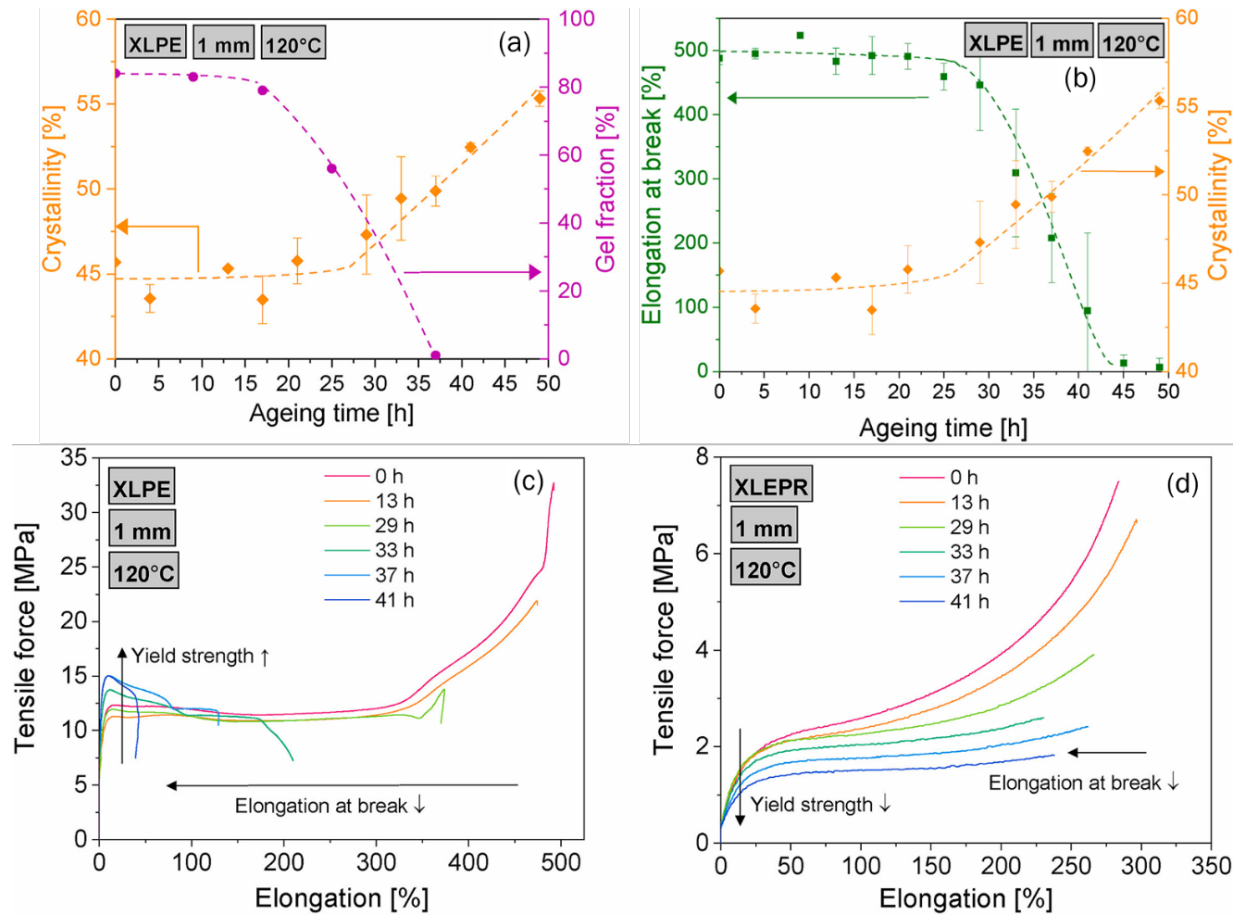 (a)
XLPE 1 mm 120°C
Crystallinity [%]
60
55
50
45
40
Gel fraction [%]
100
80
60
40
20
0
0 5 10 15 20 25 30 35 40 45 50
Ageing time [h]
(b)
XLPE 1 mm 120°C
Elongation at break [%]
500
400
300
200
100
0
Crystallinity [%]
60
55
50
45
40
0 5 10 15 20 25 30 35 40 45 50
Ageing time [h]
(c)
XLPE
1 mm
120°C
0 h
13 h
29 h
33 h
37 h
41 h
Tensile force [MPa]
35
30
25
20
15
10
5
0
Yield strength ↑
Elongation at break ↓
0 100 200 300 400 500
Elongation [%]
(d)
XLEPR
1 mm
120°C
0 h
13 h
29 h
33 h
37 h
41 h
Tensile force [MPa]
8
6
4
2
0
Yield strength ↓
Elongation at break ↓
0 50 100 150 200 250 300 350
Elongation [%]